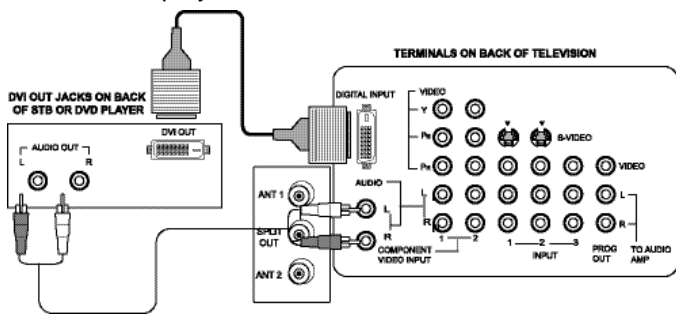 TERMINALS ON BACK OF TELEVISION
DVI OUT JACKS ON BACK
OF STB OR DVD PLAYER
AUDIO OUT
L
R
DVI OUT
DIGITAL INPUT
VIDEO
Y
PB
PR
S-VIDEO
VIDEO
ANT 1
SPLIT
OUT
ANT 2
AUDIO
L
R
L
R
1
2
COMPONENT
VIDEO INPUT
1
2
3
INPUT
PROG
OUT
L
R
TO AUDIO
AMP